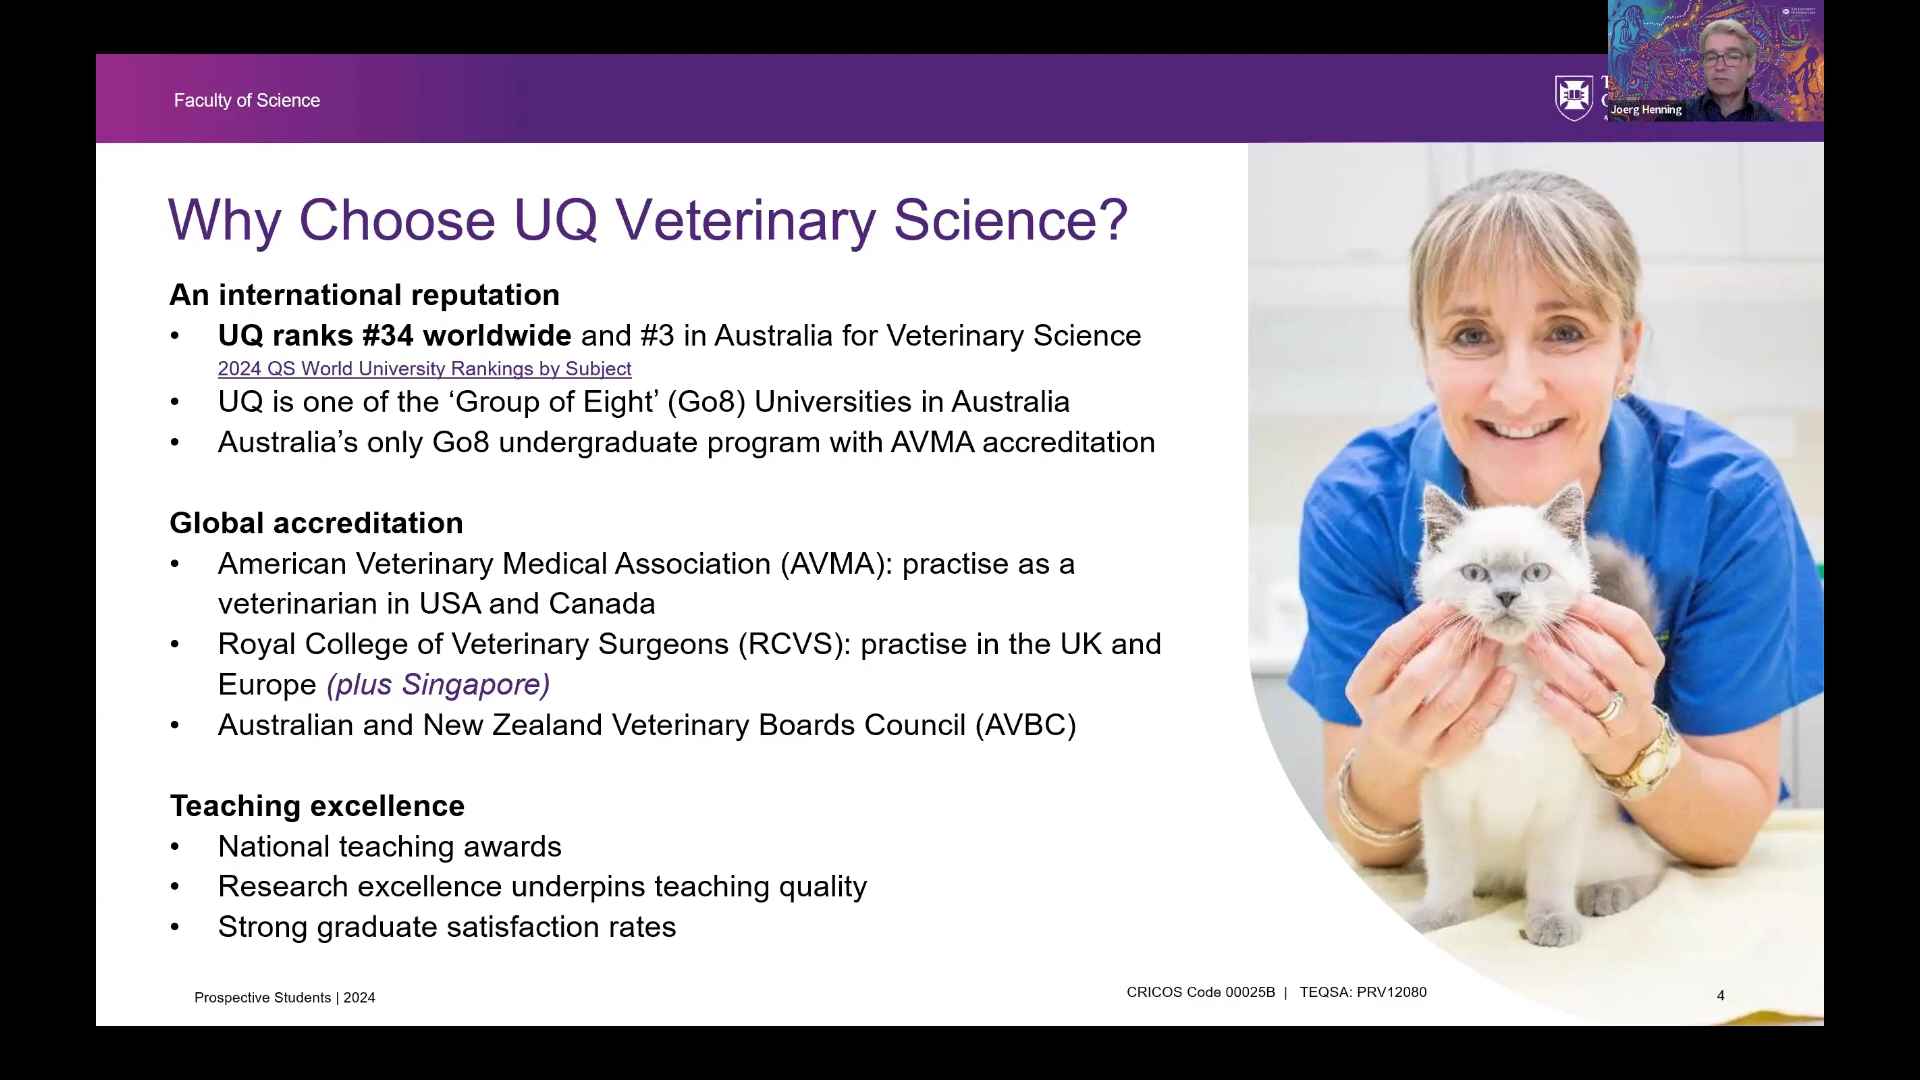 Faculty of Science
Joerg Henning
Why Choose UQ Veterinary Science?
An international reputation
• UQ ranks #34 worldwide and #3 in Australia for Veterinary Science
2024 QS World University Rankings by Subject
• UQ is one of the ‘Group of Eight’ (Go8) Universities in Australia
• Australia’s only Go8 undergraduate program with AVMA accreditation
Global accreditation
• American Veterinary Medical Association (AVMA): practise as a
veterinarian in USA and Canada
• Royal College of Veterinary Surgeons (RCVS): practise in the UK and
Europe (plus Singapore)
• Australian and New Zealand Veterinary Boards Council (AVBC)
Teaching excellence
• National teaching awards
• Research excellence underpins teaching quality
• Strong graduate satisfaction rates
Prospective Students | 2024
CRICOS Code 00025B | TEQSA: PRV12080
4